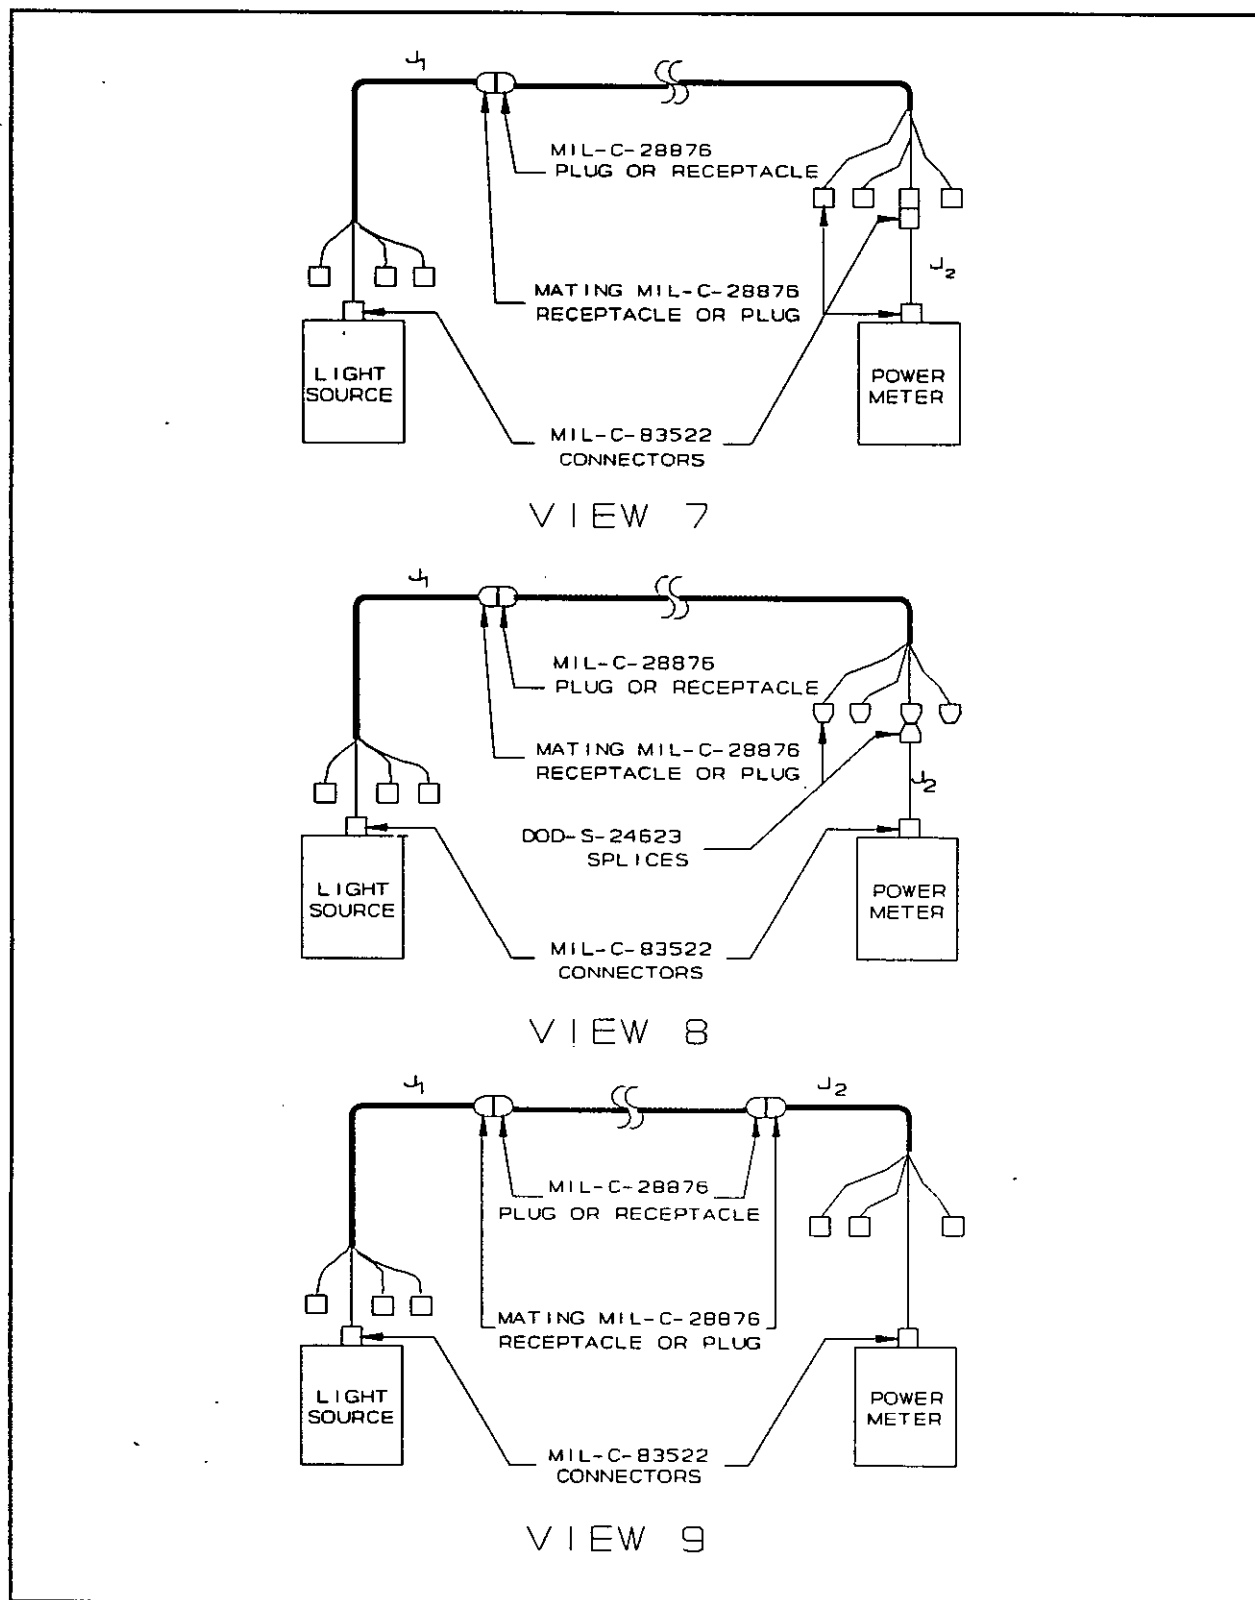 J1
MIL-C-28876
PLUG OR RECEPTACLE
J2
MATING MIL-C-28876
RECEPTACLE OR PLUG
LIGHT
SOURCE
POWER
METER
MIL-C-83522
CONNECTORS
VIEW 7
J1
MIL-C-28876
PLUG OR RECEPTACLE
MATING MIL-C-28876
RECEPTACLE OR PLUG
J2
DOD-S-24623
SPLICES
LIGHT
SOURCE
POWER
METER
MIL-C-83522
CONNECTORS
VIEW 8
J1
J2
MIL-C-28876
PLUG OR RECEPTACLE
MATING MIL-C-28876
RECEPTACLE OR PLUG
LIGHT
SOURCE
POWER
METER
MIL-C-83522
CONNECTORS
VIEW 9